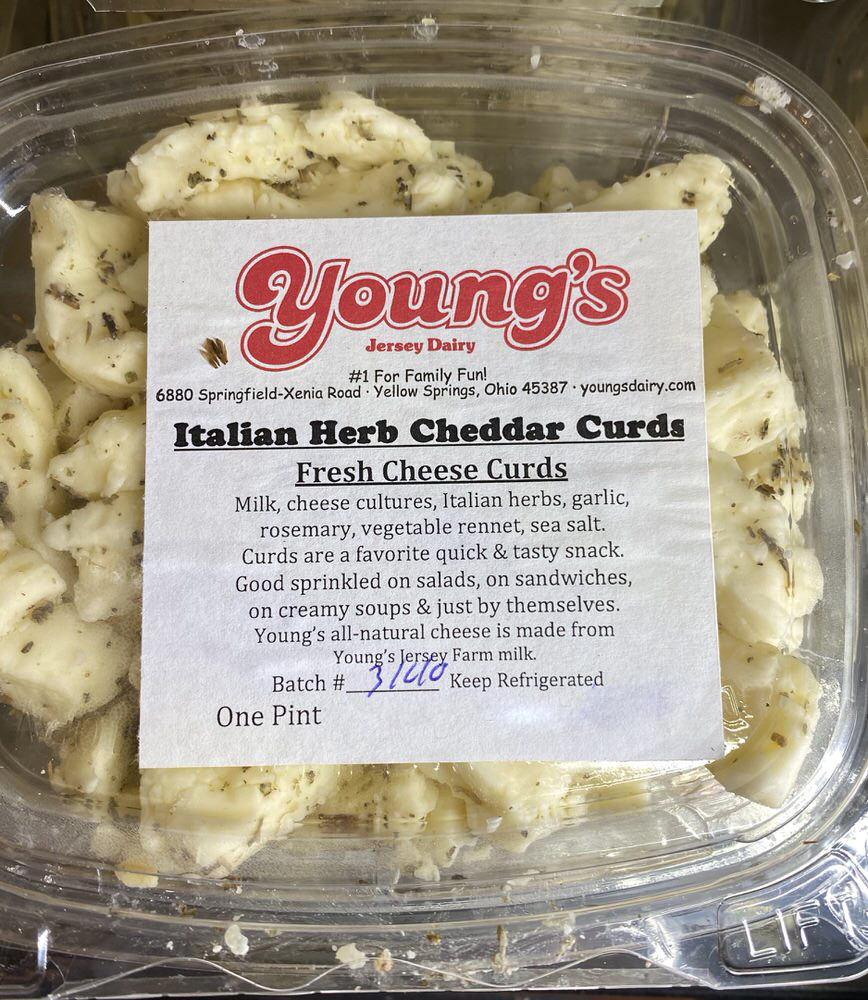 Young's
Jersey Dairy
#1 For Family Fun!
6880 Springfield-Xenia Road · Yellow Springs, Ohio 45387 · youngsdairy.com
Italian Herb Cheddar Curds
Fresh Cheese Curds
Milk, cheese cultures, Italian herbs, garlic,
rosemary, vegetable rennet, sea salt.
Curds are a favorite quick & tasty snack.
Good sprinkled on salads, on sandwiches,
on creamy soups & just by themselves.
Young's all-natural cheese is made from
Young's Jersey Farm milk.
Batch # Keep Refrigerated
One Pint
LIFT